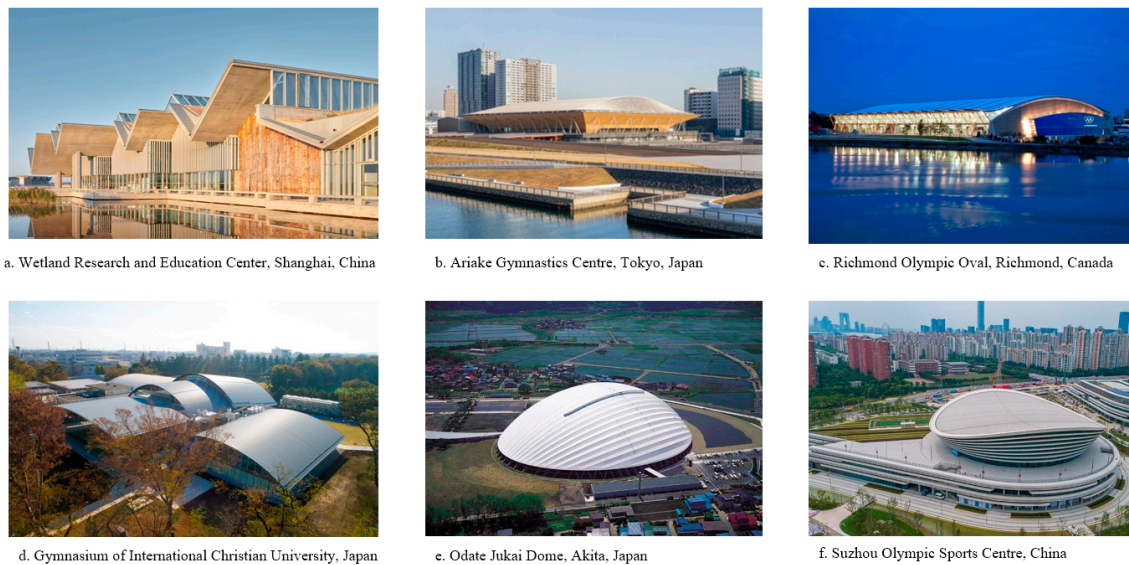 a. Wetland Research and Education Center, Shanghai, China
b. Ariake Gymnastics Centre, Tokyo, Japan
c. Richmond Olympic Oval, Richmond, Canada
d. Gymnasium of International Christian University, Japan
e. Odate Jukai Dome, Akita, Japan
f. Suzhou Olympic Sports Centre, China